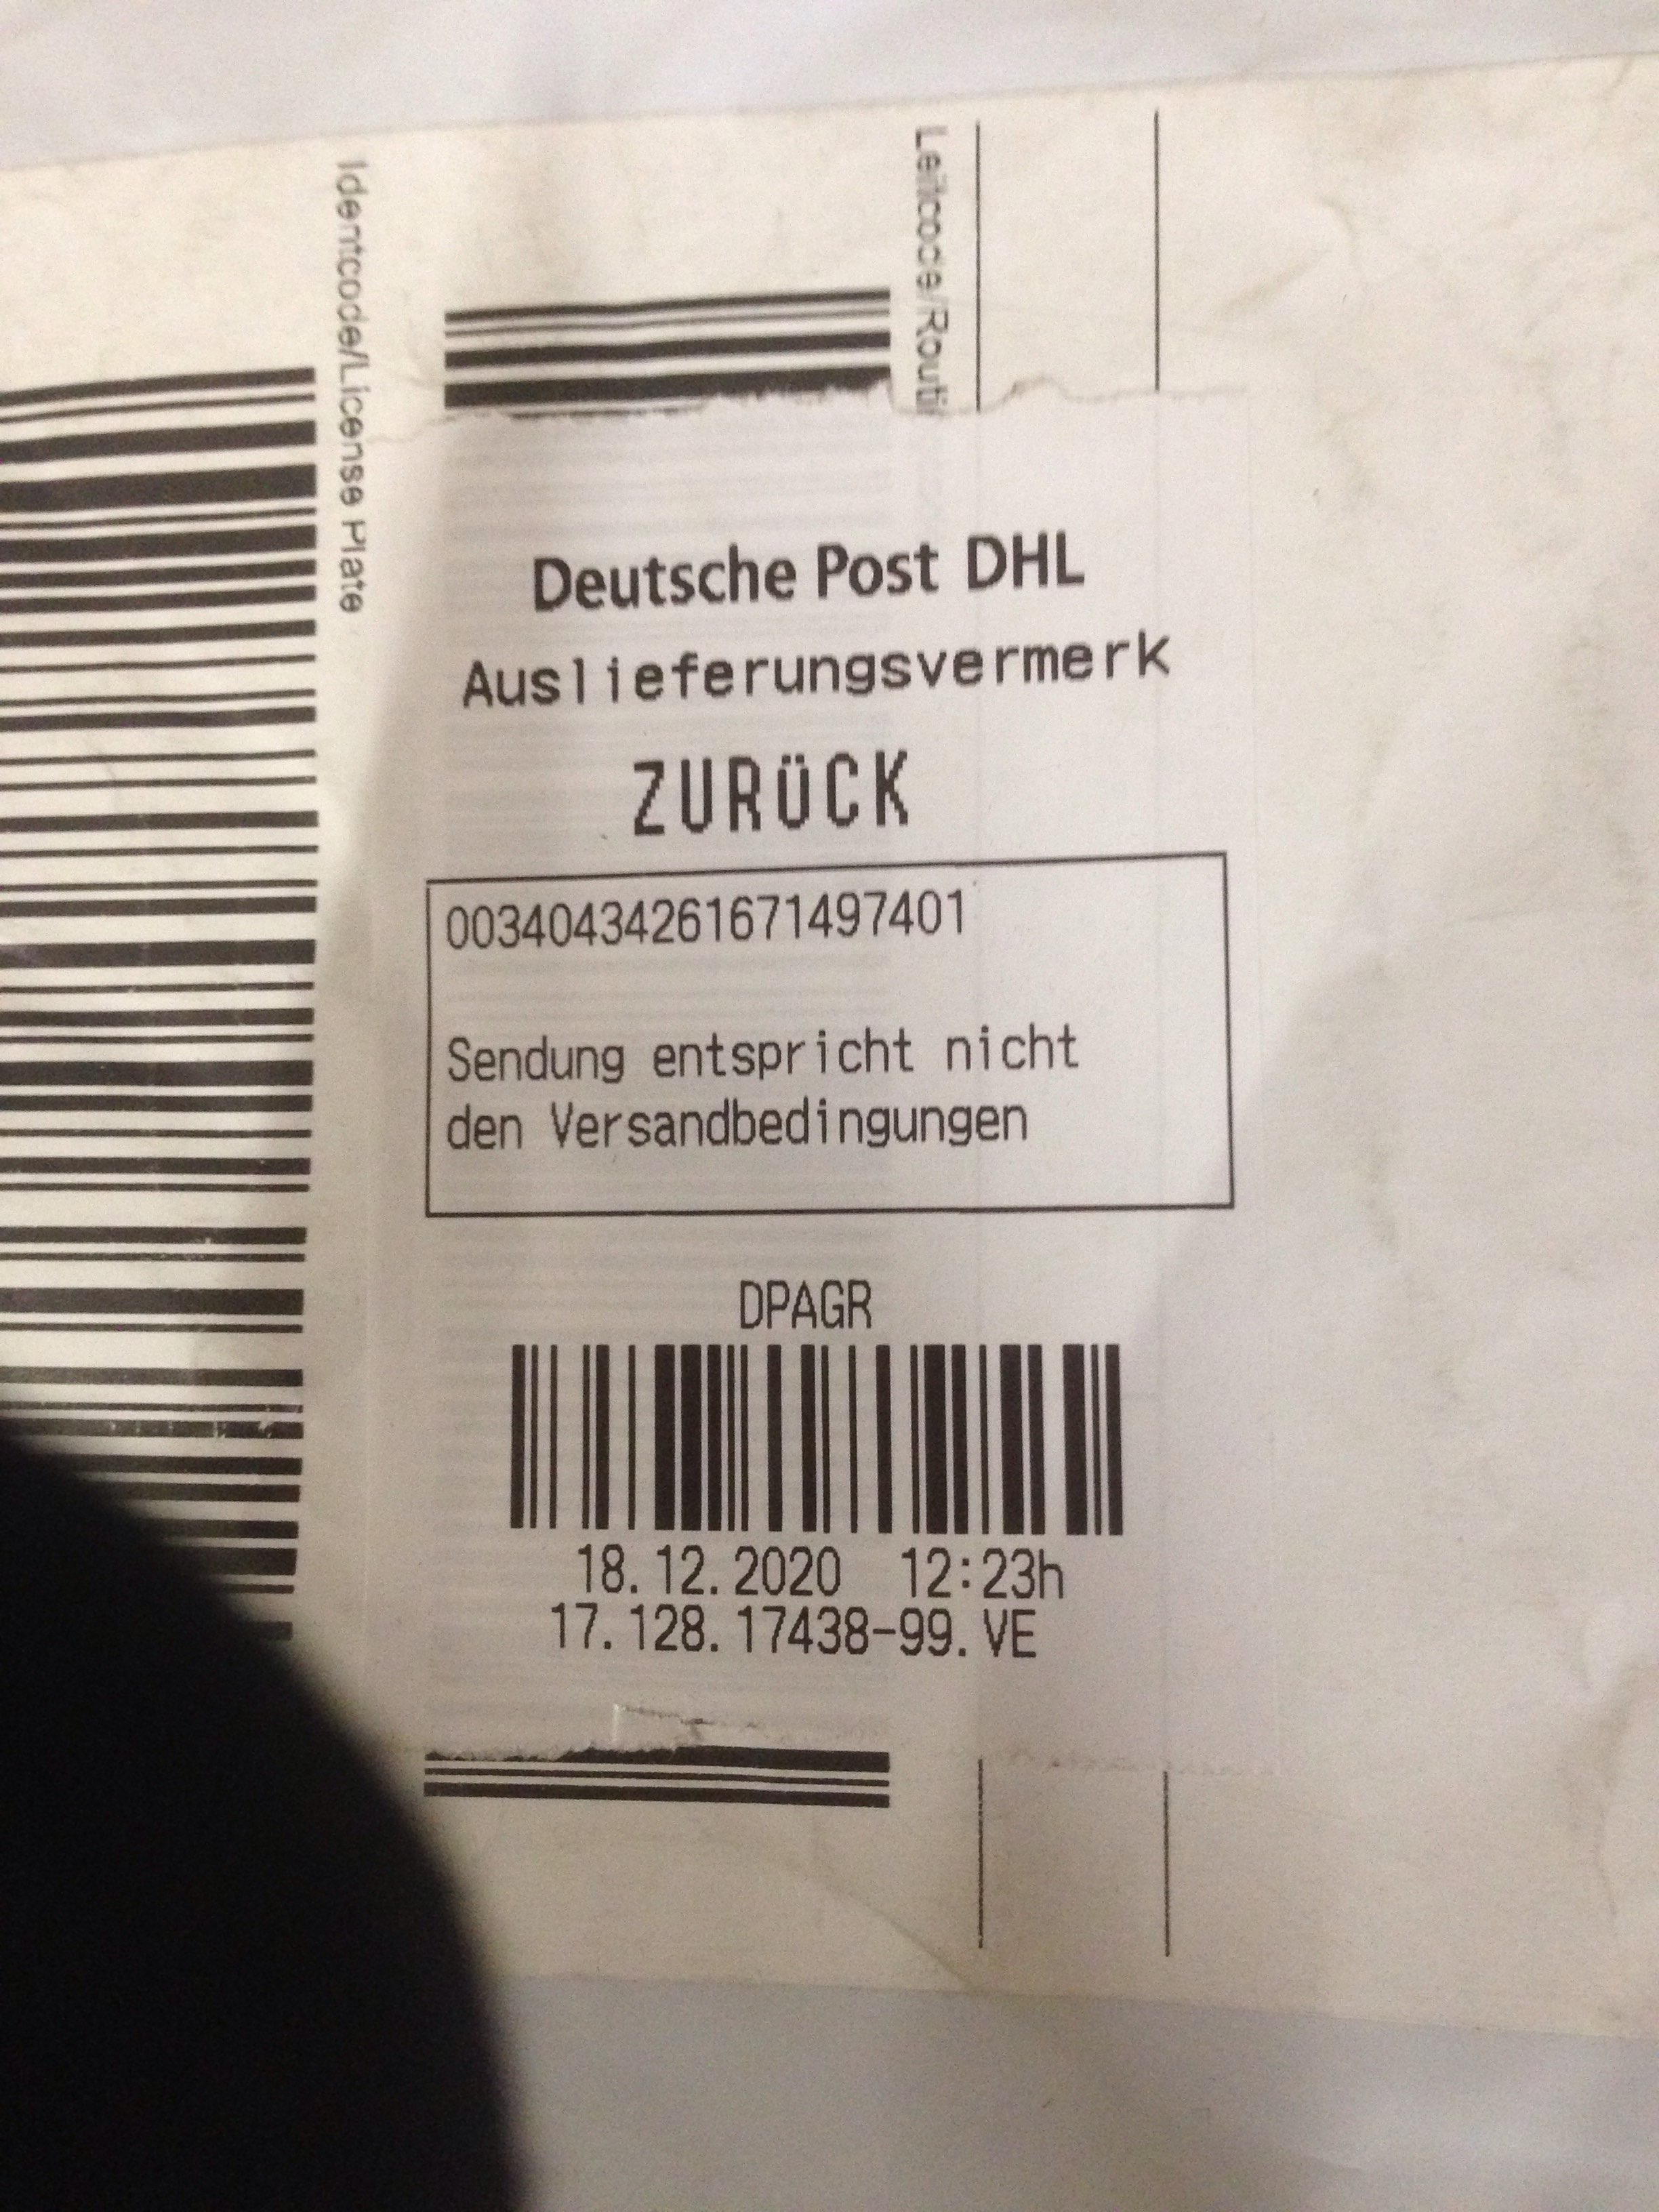 Identcode/License Plate
Leitcode/Routi
Deutsche Post DHL
Auslieferungsvermerk
ZURÜCK
00340434261671497401
Sendung entspricht nicht
den Versandbedingungen
DPAGR
18.12.2020 12:23h
17.128.17438-99.VE